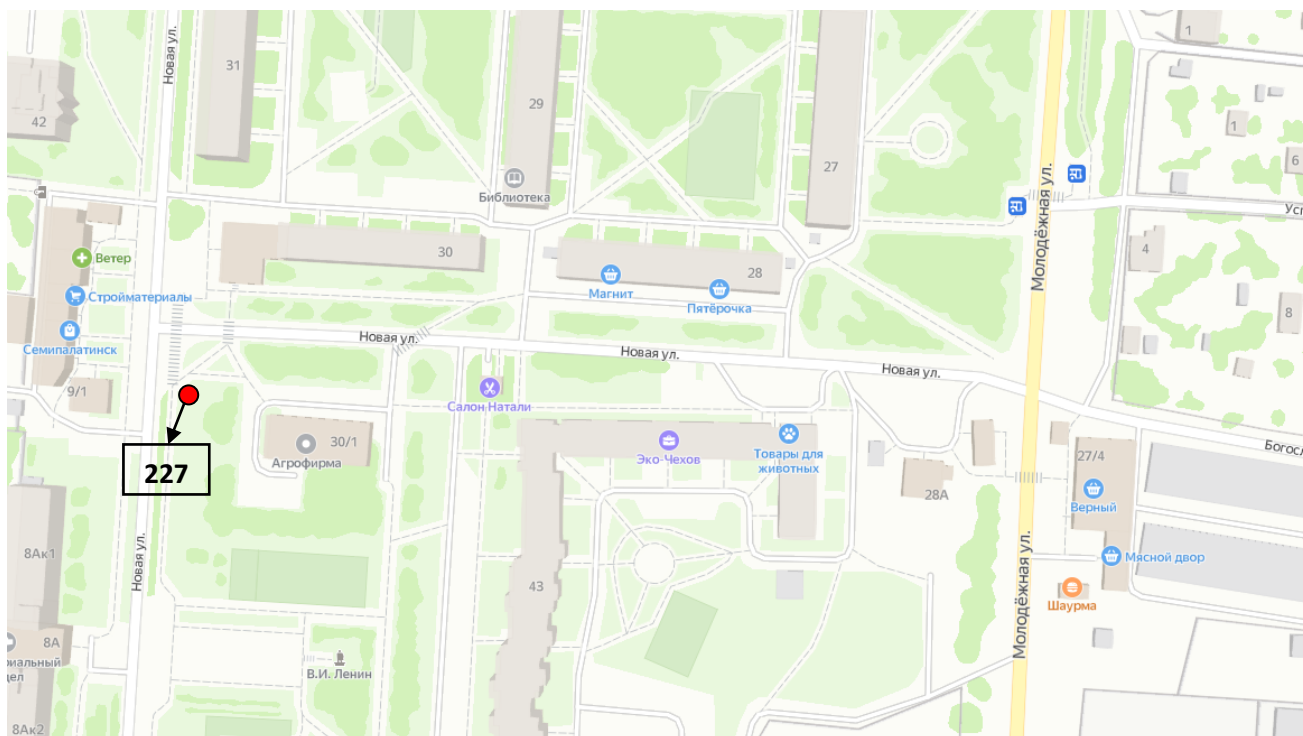 Новая ул.
31
42
29
Библиотека
27
Молодёжная ул.
1
1
6
Ус
4
8
Ветер
Стройматериалы
Семипалатинск
9/1
30
28
Магнит
Пятёрочка
Новая ул.
Новая ул.
Новая ул.
Богосл
Салон Натали
30/1
Агрофирма
227
Эко-Чехов
Товары для
животных
28А
27/4
Верный
Мясной двор
Шаурма
Молодёжная ул.
43
8Ак1
Новая ул.
8А
риальный
дел
В.И. Ленин
8Ак2